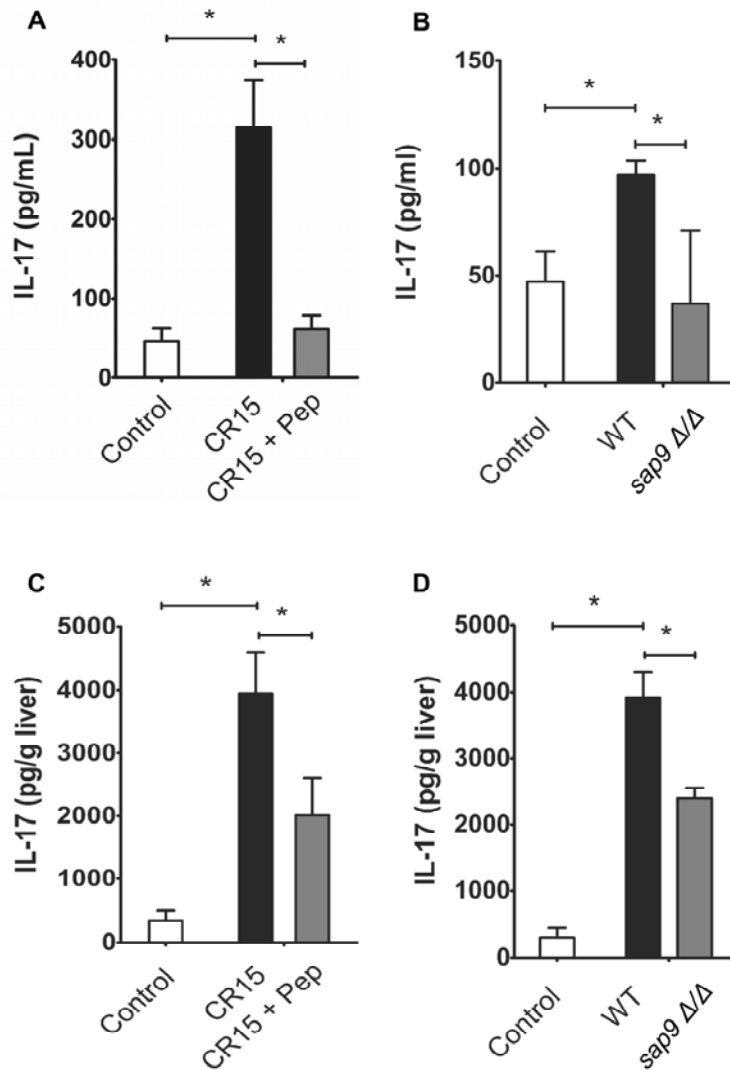 A
*
*
400
300
200
100
0
IL-17 (pg/mL)
Control
CR15
CR15 + Pep
B
*
*
150
100
50
0
IL-17 (pg/ml)
Control
WT
sap9 Δ/Δ
C
*
*
5000
4000
3000
2000
1000
0
IL-17 (pg/g liver)
Control
CR15
CR15 + Pep
D
*
*
5000
4000
3000
2000
1000
0
IL-17 (pg/g liver)
Control
WT
sap9 Δ/Δ